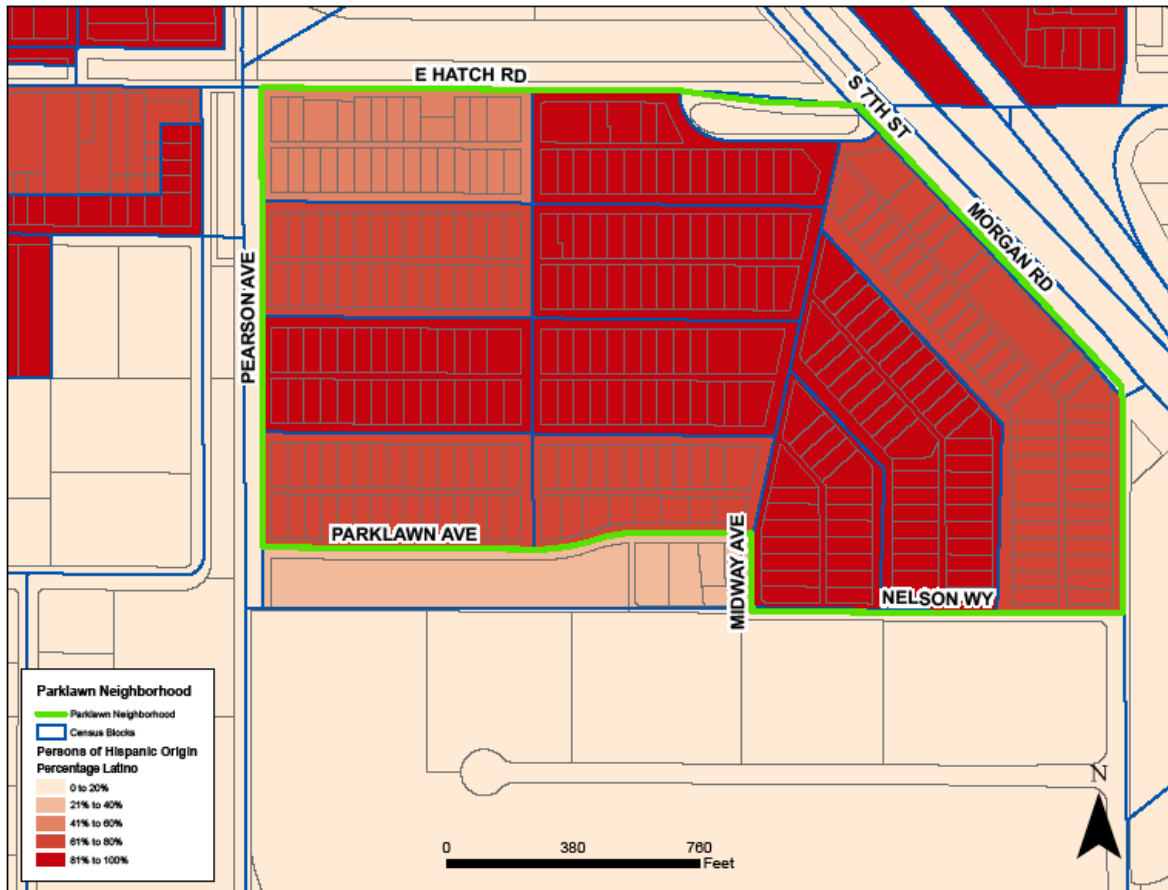 E HATCH RD
S 7TH ST
MORGAN RD
PEARSON AVE
PARKLAWN AVE
MIDWAY AVE
NELSON WY
Parklawn Neighborhood
Parklawn Neighborhood
Census Blocks
Persons of Hispanic Origin
Percentage Latino
0 to 20%
21% to 40%
41% to 60%
61% to 80%
81% to 100%
0 380 760
Feet
N